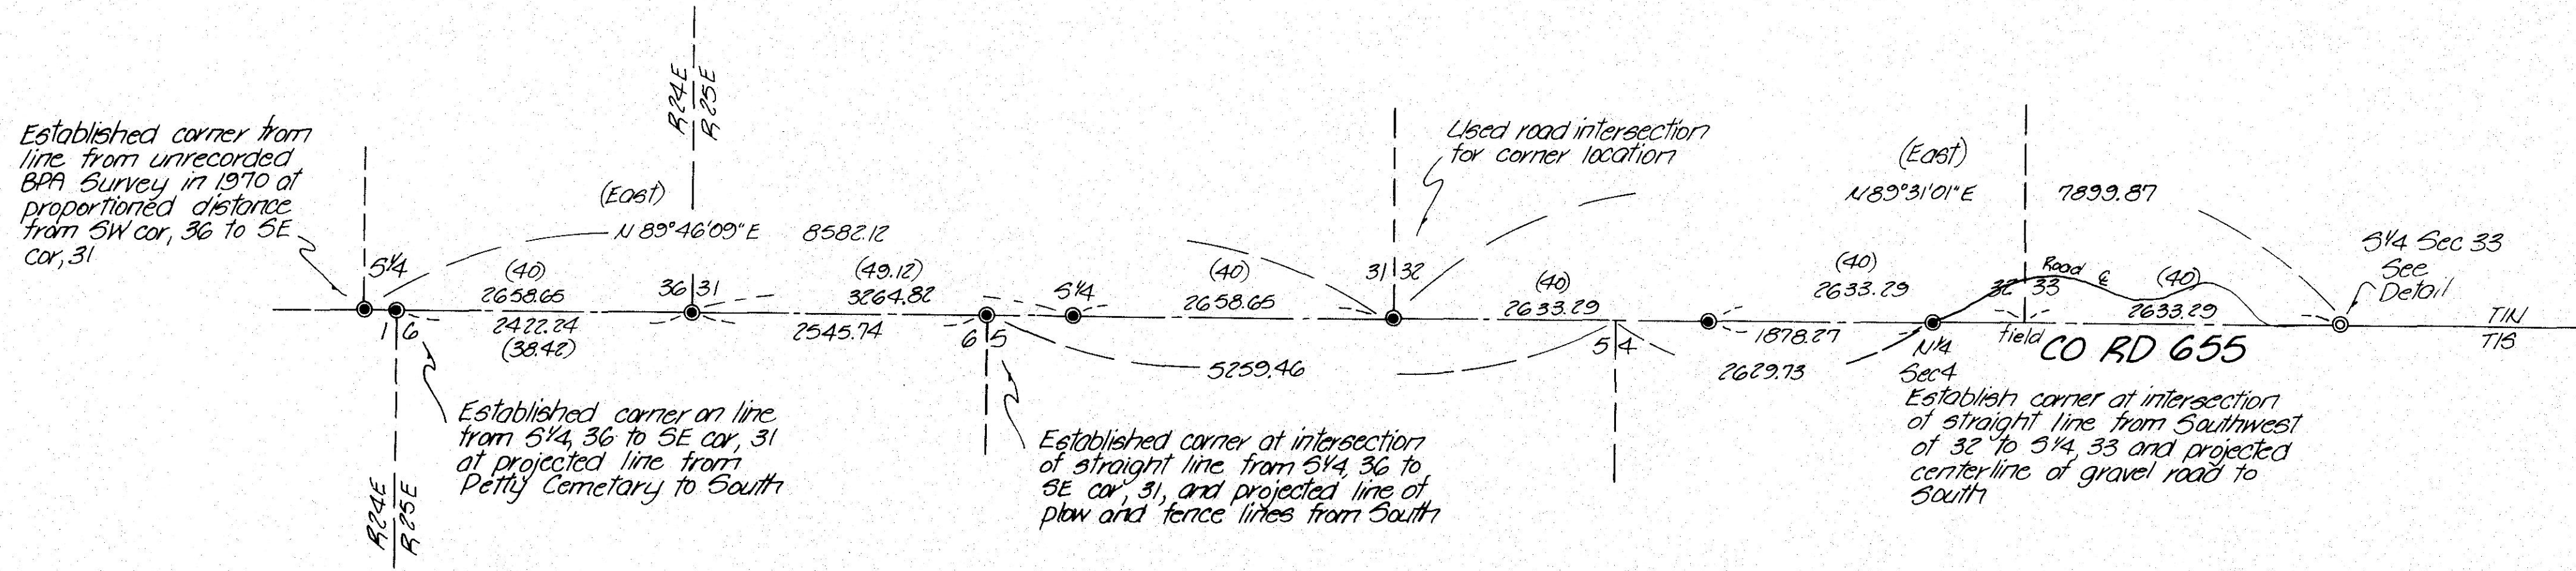 R24E
R25E
Established corner from
line from unrecorded
BPA Survey in 1970 at
proportioned distance
from SW cor, 36 to SE
cor, 31
Used road intersection
for corner location
(East)
N 89°46'09"E 8582.12
(East)
N89°31'01"E 7899.87
S1/4 Sec 33
See
Detail
S1/4
(40)
2658.65
36 31
(49.12)
3264.82
S1/4
(40)
2658.65
31 32
(40)
2633.29
(40)
2633.29
32 33
Road ℄
(40)
2633.29
T1N
T1S
1 6
2422.24
(38.42)
2545.74
6 5
5259.46
5 4
1878.27
2629.73
N1/4
Sec 4
field
CO RD 655
Established corner on line
from S1/4, 36 to SE cor, 31
at projected line from
Petty Cemetary to South
Established corner at intersection
of straight line from S1/4, 36 to
SE cor, 31, and projected line of
plow and fence lines from South
Establish corner at intersection
of straight line from Southwest
of 32 to S1/4, 33 and projected
centerline of gravel road to
South
R24E
R25E